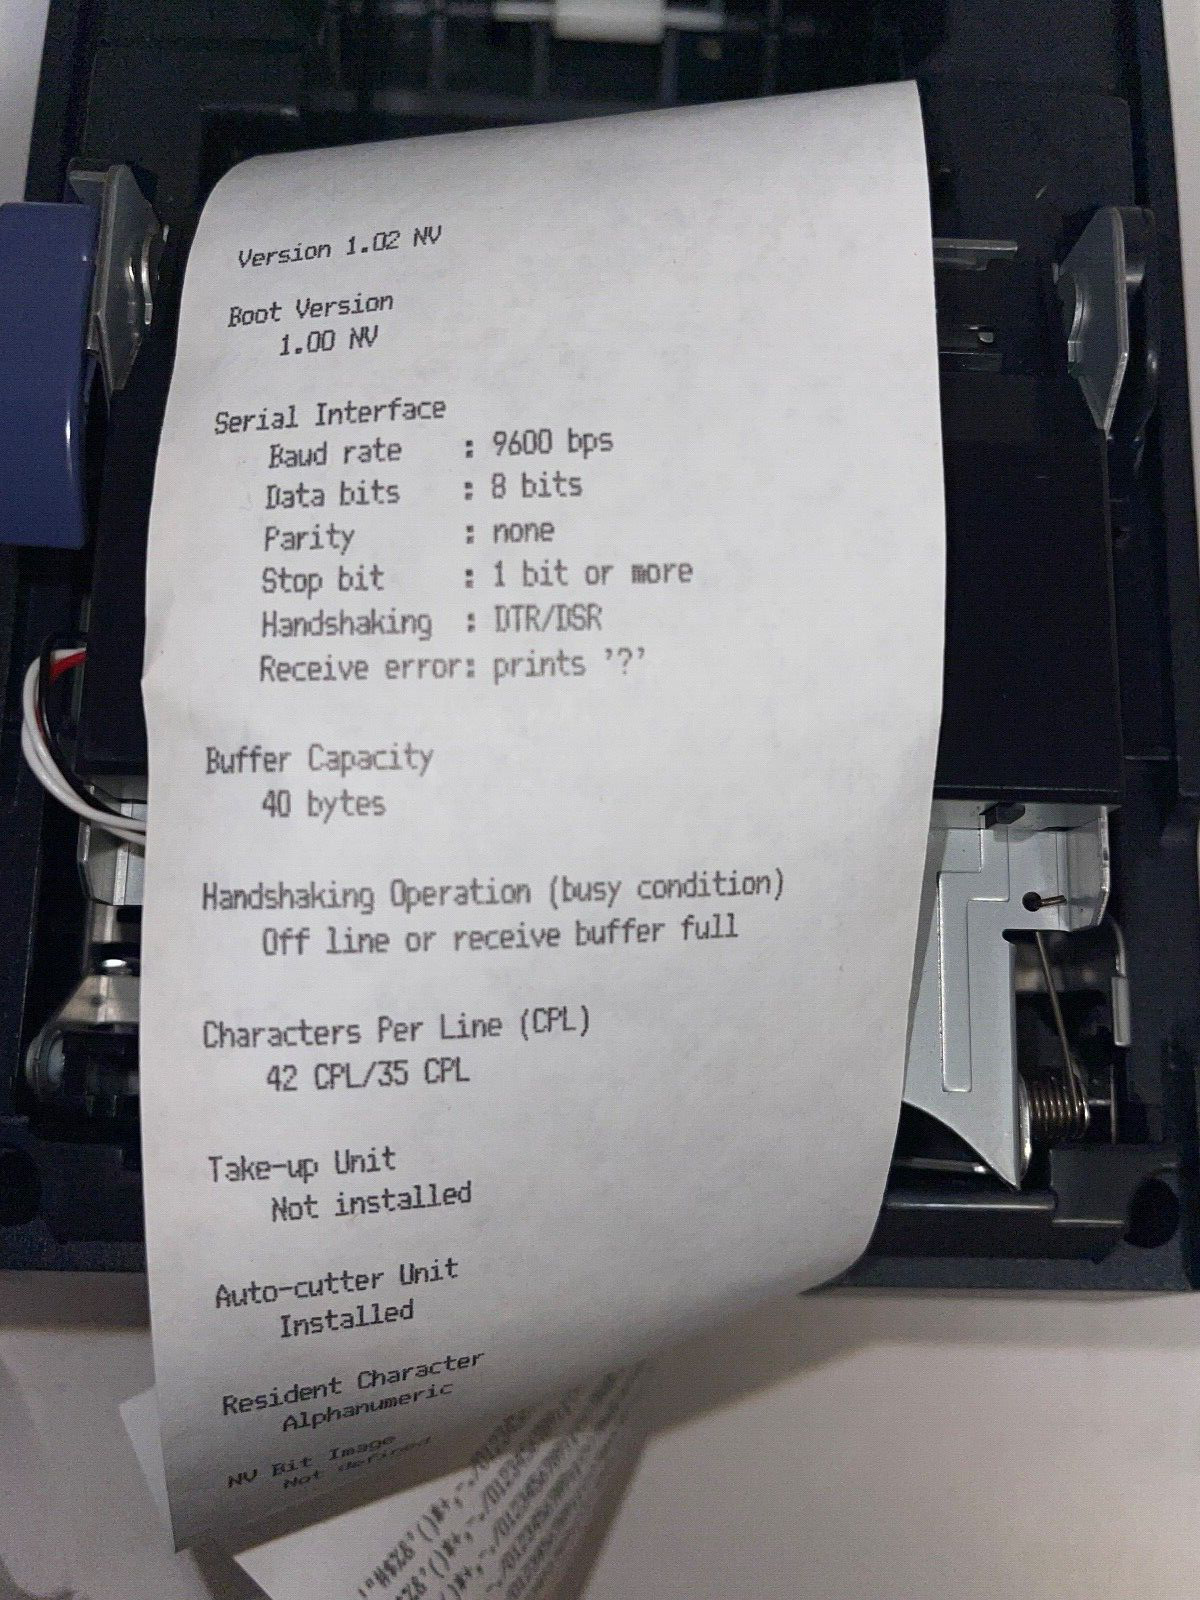 Version 1.02 NV
Boot Version
1.00 NV
Serial Interface
Baud rate : 9600 bps
Data bits : 8 bits
Parity : none
Stop bit : 1 bit or more
Handshaking : DTR/DSR
Receive error: prints '?'
Buffer Capacity
40 bytes
Handshaking Operation (busy condition)
Off line or receive buffer full
Characters Per Line (CPL)
42 CPL/35 CPL
Take-up Unit
Not installed
Auto-cutter Unit
Installed
Resident Character
Alphanumeric
NV Bit Image
Not defined